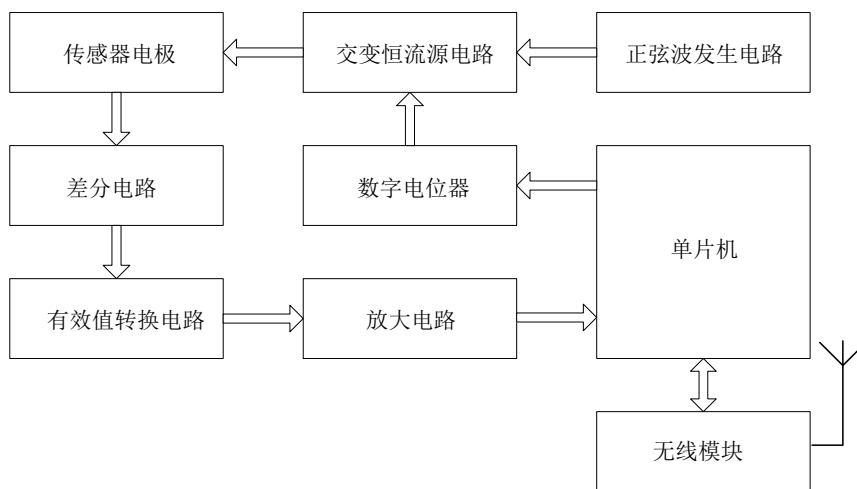 传感器电极
交变恒流源电路
正弦波发生电路
差分电路
数字电位器
单片机
有效值转换电路
放大电路
无线模块